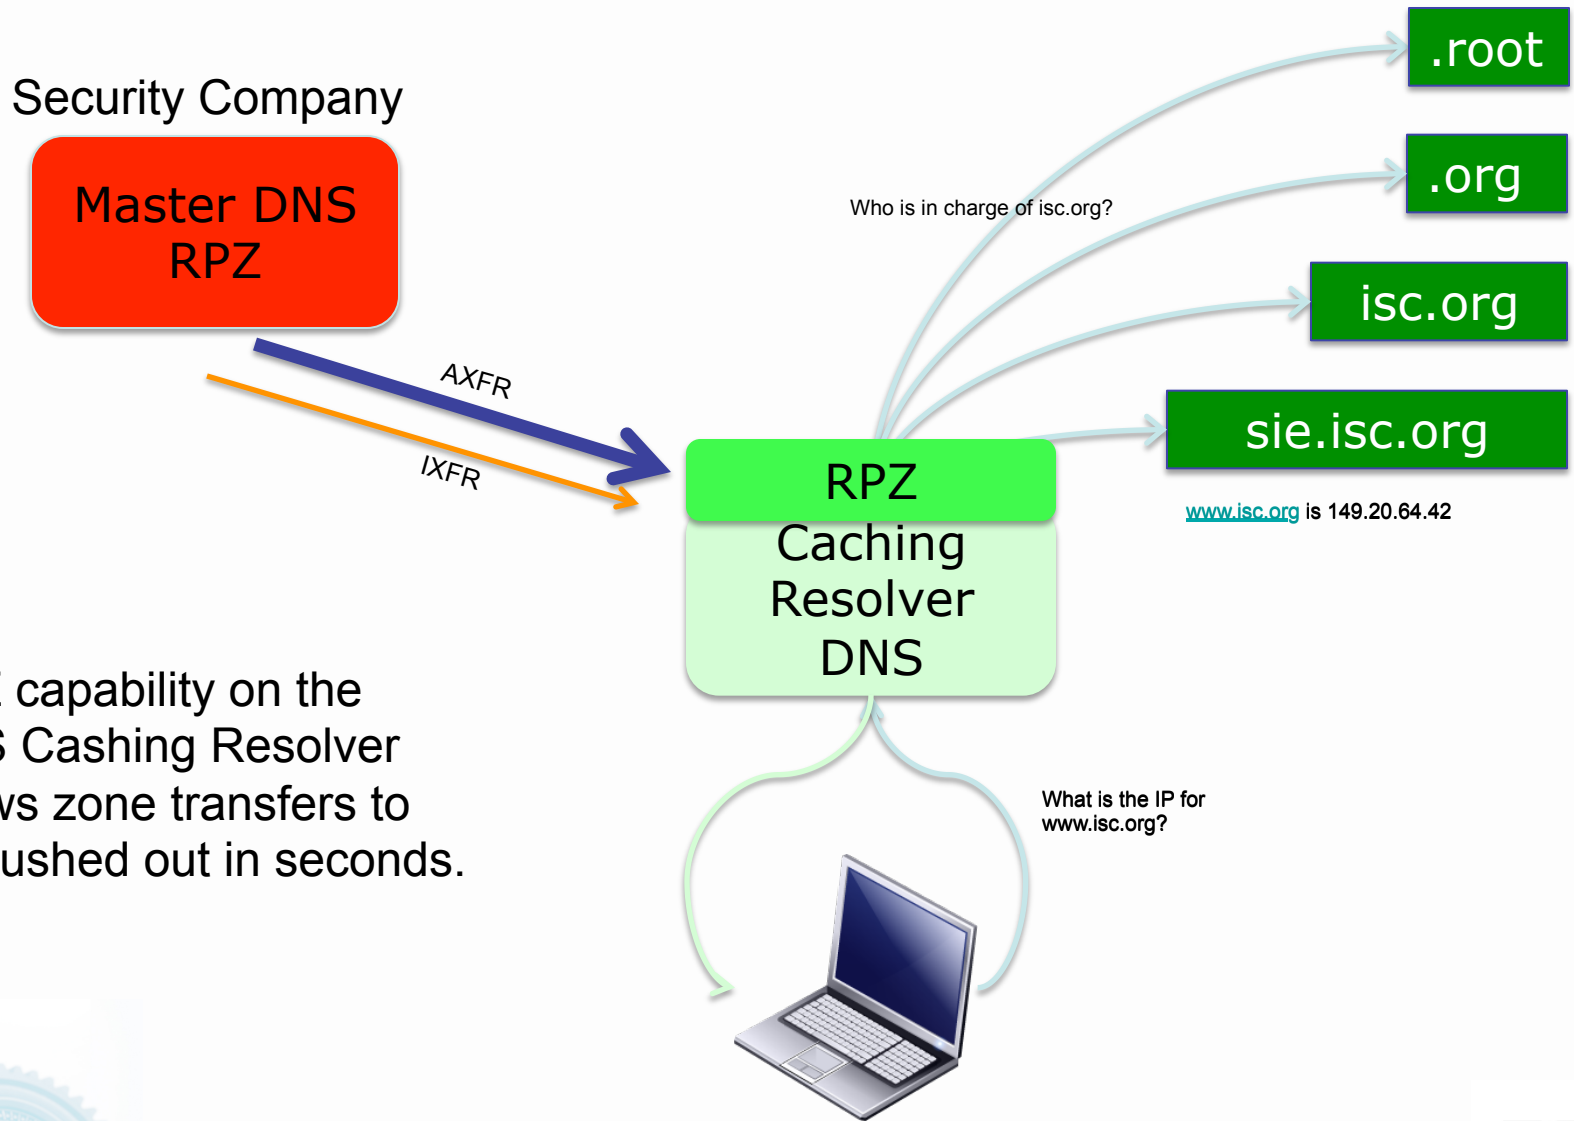 Security Company
Master DNS
RPZ
AXFR
IXFR
.root
.org
isc.org
sie.isc.org
Who is in charge of isc.org?
www.isc.org is 149.20.64.42
RPZ
Caching
Resolver
DNS
capability on the
S Cashing Resolver
ws zone transfers to
ushed out in seconds.
What is the IP for
www.isc.org?